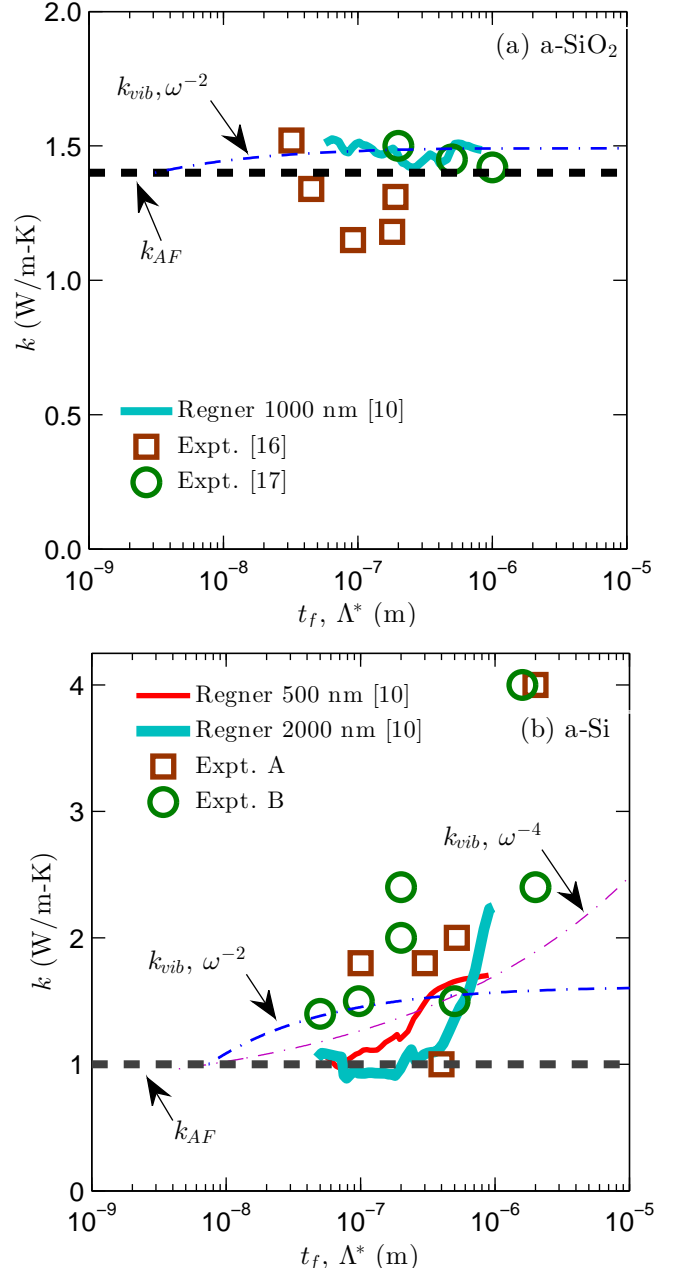 2.0
(a) a-SiO₂
k_vib, ω⁻²
1.5
k_AF
1.0
k (W/m-K)
0.5
Regner 1000 nm [10]
Expt. [16]
Expt. [17]
0.0
10⁻⁹ 10⁻⁸ 10⁻⁷ 10⁻⁶ 10⁻⁵
t_f, Λ* (m)
4
Regner 500 nm [10]
Regner 2000 nm [10]
(b) a-Si
Expt. A
Expt. B
3
k_vib, ω⁻⁴
k (W/m-K)
2
k_vib, ω⁻²
1
k_AF
0
10⁻⁹ 10⁻⁸ 10⁻⁷ 10⁻⁶ 10⁻⁵
t_f, Λ* (m)